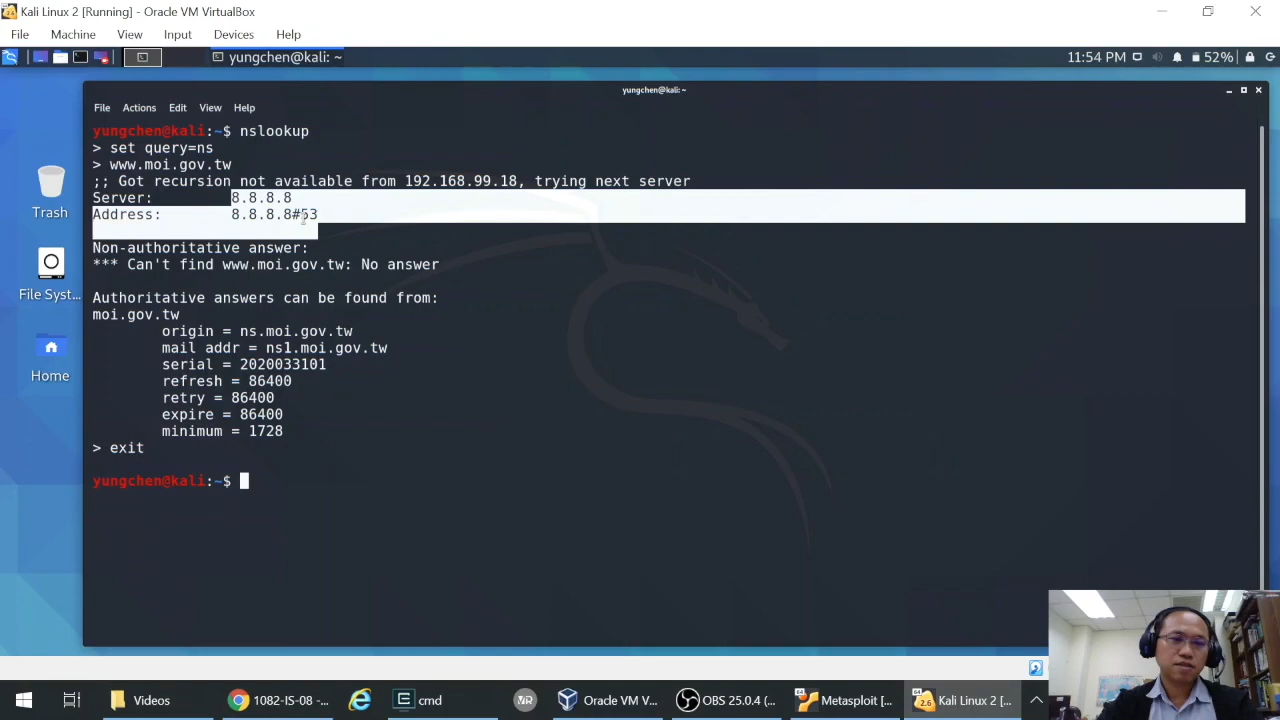 Kali Linux 2 [Running] - Oracle VM VirtualBox
File Machine View Input Devices Help
yungchen@kali: ~
11:54 PM 52%
yungchen@kali:~
File Actions Edit View Help
yungchen@kali:~$ nslookup
> set query=ns
> www.moi.gov.tw
;; Got recursion not available from 192.168.99.18, trying next server
Server: 8.8.8.8
Address: 8.8.8.8#53
Non-authoritative answer:
*** Can't find www.moi.gov.tw: No answer
Authoritative answers can be found from:
moi.gov.tw
origin = ns.moi.gov.tw
mail addr = ns1.moi.gov.tw
serial = 2020033101
refresh = 86400
retry = 86400
expire = 86400
minimum = 1728
> exit
yungchen@kali:~$
Trash
File Syst...
Home
Videos
1082-IS-08 - ...
cmd
VR
Oracle VM V...
OBS 25.0.4 (...
64
Metasploit [...
64
2.6
Kali Linux 2 [...